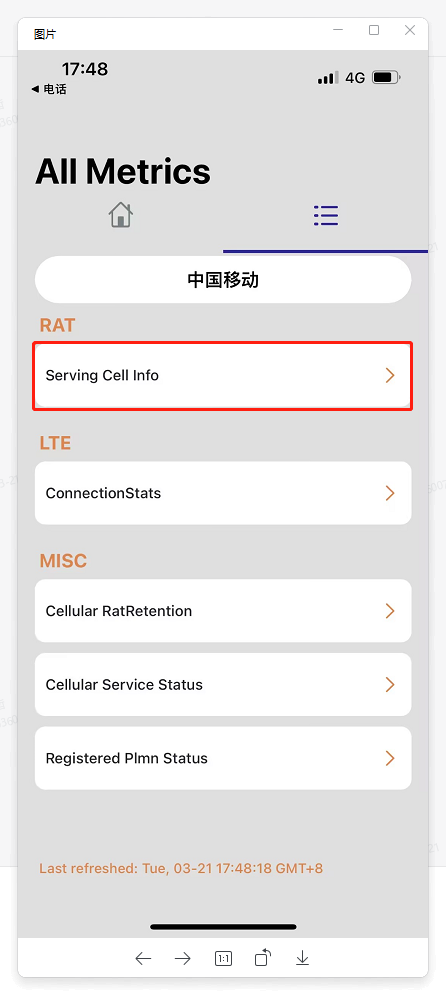 图片
17:48
4G
◀ 电话
All Metrics
中国移动
RAT
Serving Cell Info
LTE
ConnectionStats
MISC
Cellular RatRetention
Cellular Service Status
Registered Plmn Status
Last refreshed: Tue, 03-21 17:48:18 GMT+8
1:1